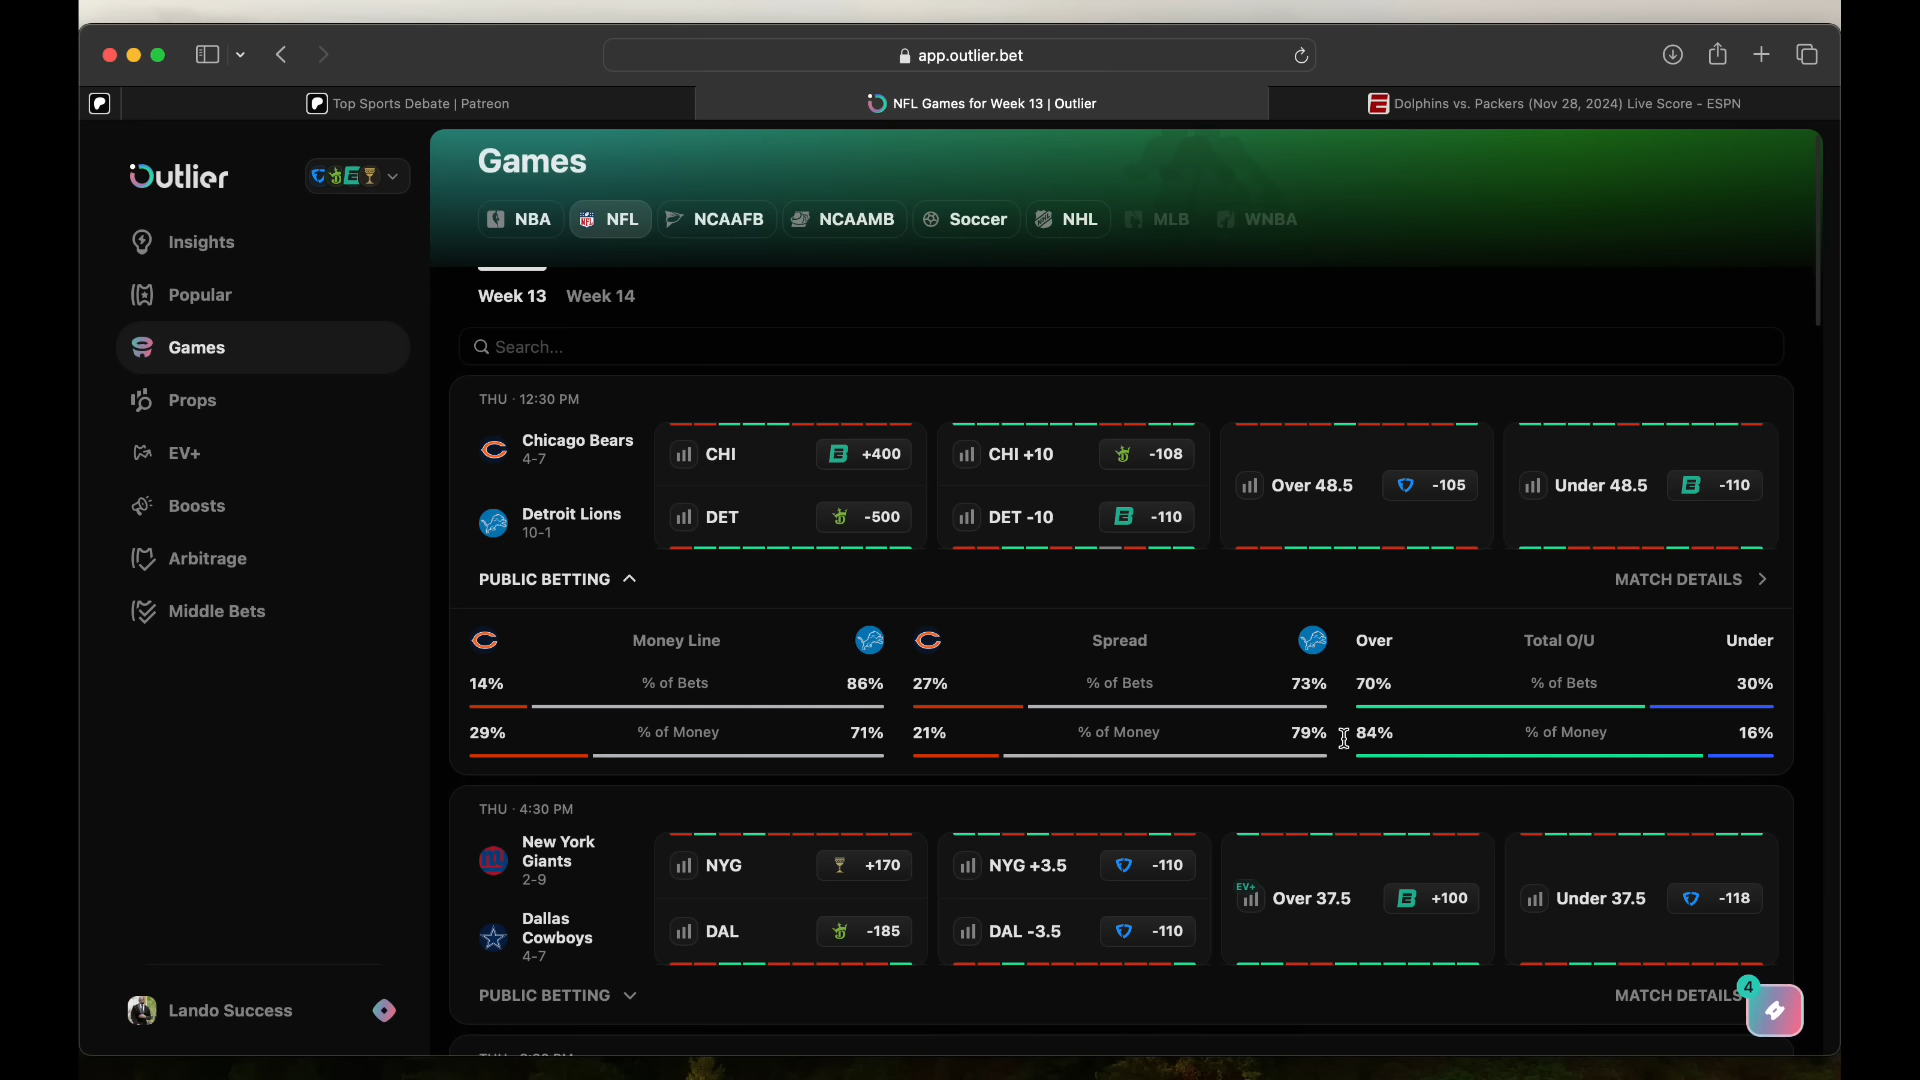 app.outlier.bet
Top Sports Debate | Patreon
NFL Games for Week 13 | Outlier
Dolphins vs. Packers (Nov 28, 2024) Live Score - ESPN
Outlier
Games
NBA
NFL
NCAAFB
NCAAMB
Soccer
NHL
MLB
WNBA
Insights
Popular
Games
Props
EV+
Boosts
Arbitrage
Middle Bets
Lando Success
Week 13
Week 14
Search...
THU · 12:30 PM
Chicago Bears
4-7
CHI
+400
CHI +10
-108
Over 48.5
-105
Under 48.5
-110
Detroit Lions
10-1
DET
-500
DET -10
-110
PUBLIC BETTING
MATCH DETAILS
Money Line
Spread
Over
Total O/U
Under
14%
% of Bets
86%
27%
% of Bets
73%
70%
% of Bets
30%
29%
% of Money
71%
21%
% of Money
79%
84%
% of Money
16%
THU · 4:30 PM
New York
Giants
2-9
NYG
+170
NYG +3.5
-110
EV+
Over 37.5
+100
Under 37.5
-118
Dallas
Cowboys
4-7
DAL
-185
DAL -3.5
-110
PUBLIC BETTING
MATCH DETAILS
4